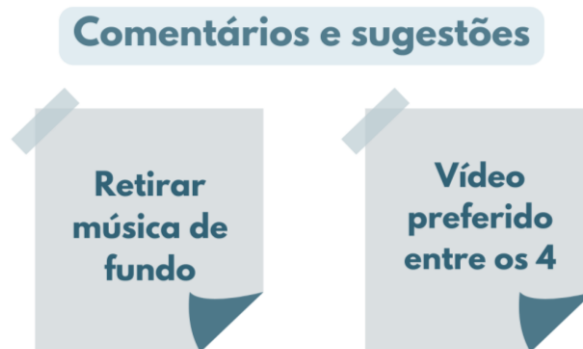 Comentários e sugestões
Retirar
música de
fundo
Vídeo
preferido
entre os 4